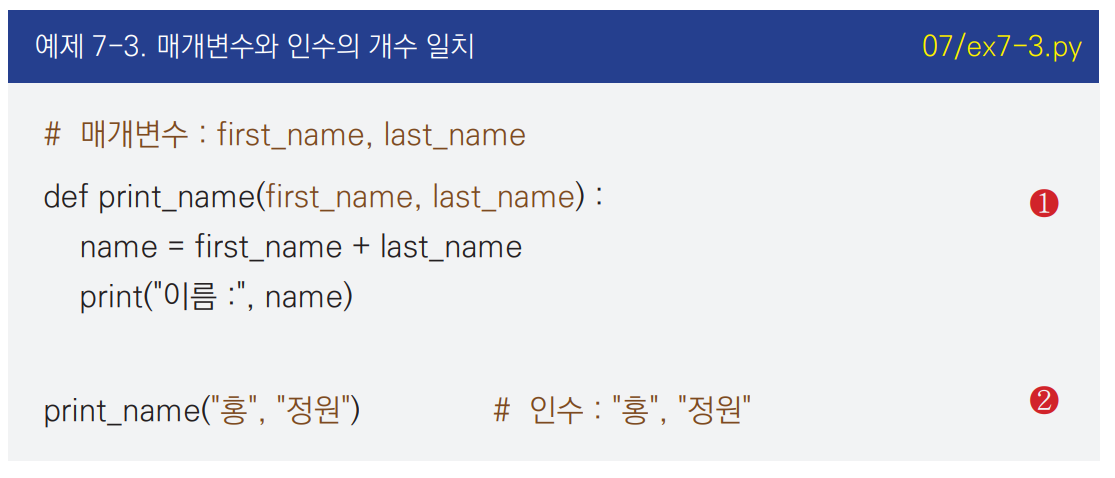 예제 7-3. 매개변수와 인수의 개수 일치 07/ex7-3.py
# 매개변수 : first_name, last_name
def print_name(first_name, last_name) : ❶
name = first_name + last_name
print("이름 :", name)
print_name("홍", "정원") # 인수 : "홍", "정원" ❷